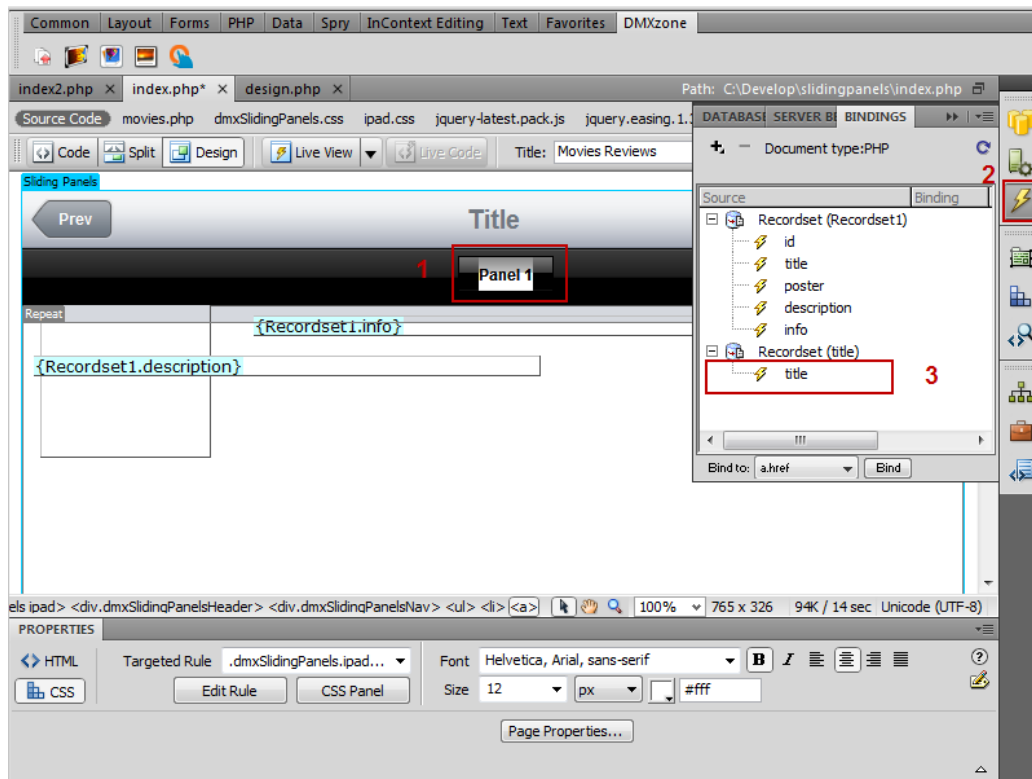 Common Layout Forms PHP Data Spry InContext Editing Text Favorites DMXzone
index2.php × index.php* × design.php × Path: C:\Develop\slidingpanels\index.php
Source Code movies.php dmxSlidingPanels.css ipad.css jquery-latest.pack.js jquery.easing.1.
DATABASE SERVER BE BINDINGS
Code Split Design Live View Live Code Title: Movies Reviews
Document type:PHP
2
Sliding Panels
Source Binding
Prev
Title
Recordset (Recordset1)
id
title
1
Panel 1
poster
description
Repeat
{Recordset1.info}
info
Recordset (title)
{Recordset1.description}
title
3
Bind to: a.href Bind
els ipad> <div.dmxSlidingPanelsHeader> <div.dmxSlidingPanelsNav> <ul> <li> <a> 100% 765 x 326 94K / 14 sec Unicode (UTF-8)
PROPERTIES
<> HTML Targeted Rule .dmxSlidingPanels.ipad... Font Helvetica, Arial, sans-serif B I
CSS Edit Rule CSS Panel Size 12 px #fff
Page Properties...